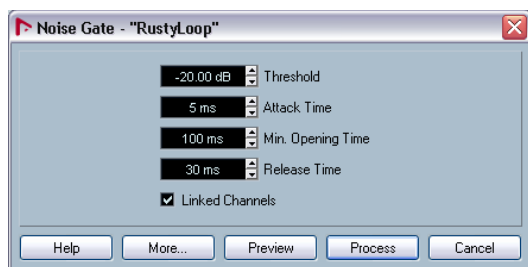 Noise Gate - "RustyLoop"
-20.00 dB Threshold
5 ms Attack Time
100 ms Min. Opening Time
30 ms Release Time
Linked Channels
Help More... Preview Process Cancel